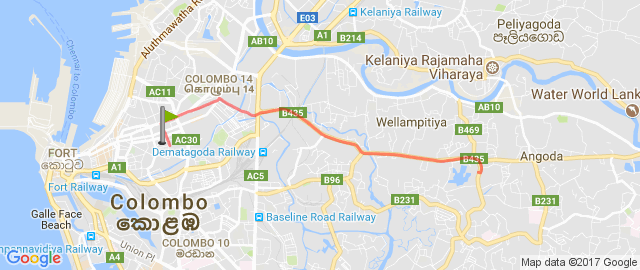 Kelaniya Railway
Peliyagoda
පෑලියගොඩ
E03
A1
B214
AB10
Aluthmawatha R
Kelaniya Rajamaha
Viharaya
COLOMBO 14
கொழும்பு 14
AC11
B435
AB10
Water World Lank
Wellampitiya
B469
AC30
Dematagoda Railway
B435
Angoda
FORT
කොටුව
A1
Fort Railway
AC5
B96
B231
B231
Colombo
කොළඹ
Galle Face
Beach
Baseline Road Railway
COLOMBO 10
මරදාන
Union Pl
A4
Google
Map data ©2017 Google